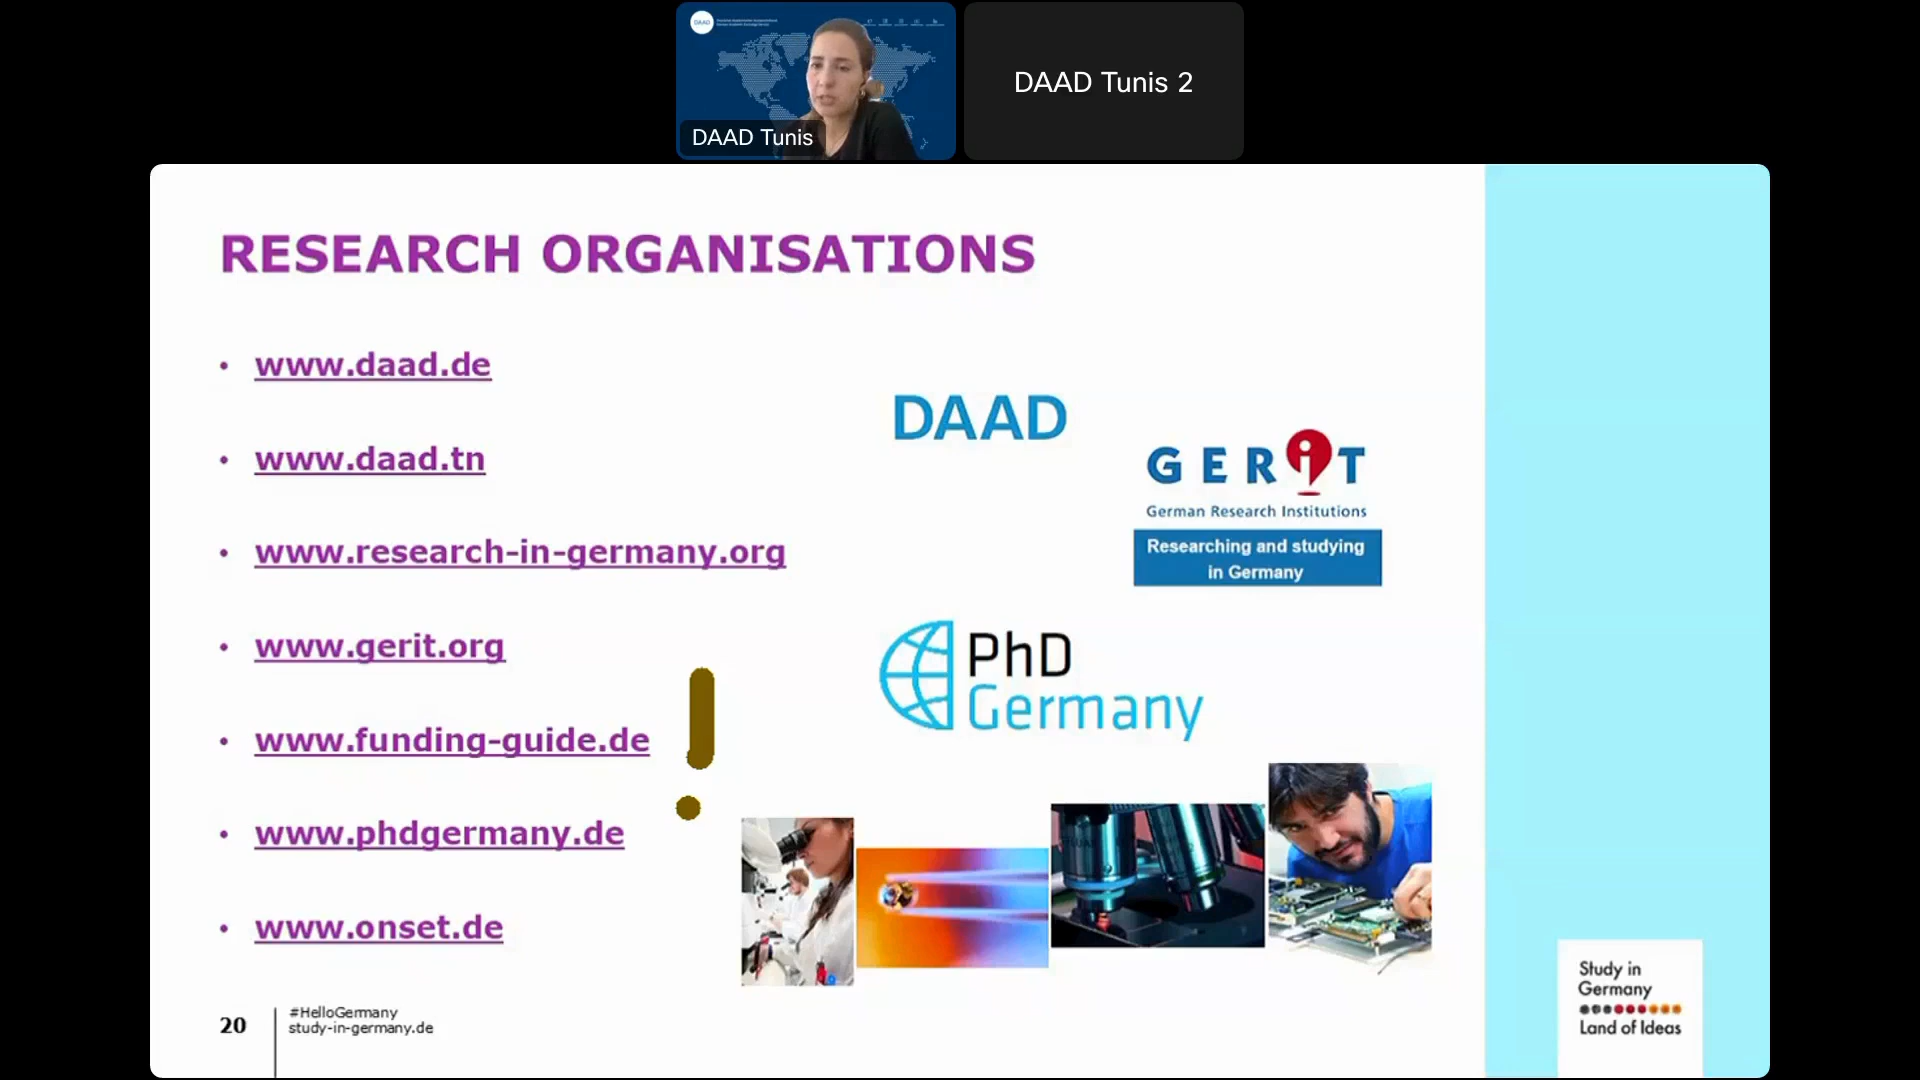 DAAD
DAAD Tunis
DAAD Tunis 2
RESEARCH ORGANISATIONS
• www.daad.de
• www.daad.tn
• www.research-in-germany.org
• www.gerit.org
• www.funding-guide.de
• www.phdgermany.de
• www.onset.de
!
DAAD
GERiT
German Research Institutions
Researching and studying
in Germany
PhD
Germany
20
#HelloGermany
study-in-germany.de
Study in
Germany
Land of Ideas